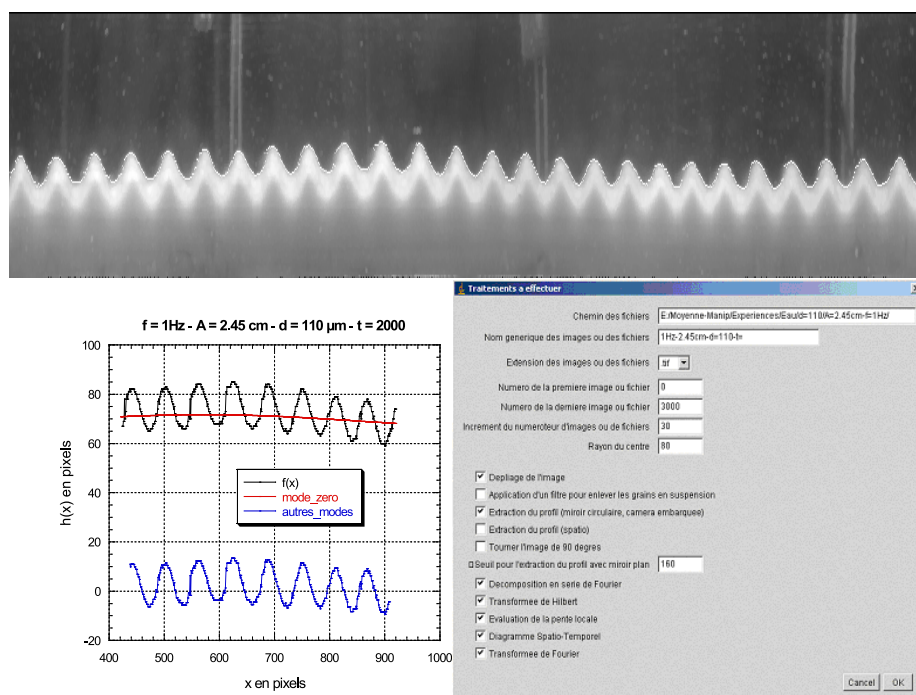 f = 1Hz - A = 2.45 cm - d = 110 µm - t = 2000
100
80
60
40
20
0
-20
h(x) en pixels
f(x)
mode_zero
autres_modes
400 500 600 700 800 900 1000
x en pixels
Traitements a effectuer
Chemin des fichiers E:/Moyenne-Manip/Experiences/Eau/d=110/A=2.45cm-f=1Hz/
Nom generique des images ou des fichiers 1Hz-2.45cm-d=110-t=
Extension des images ou des fichiers tif
Numero de la premiere image ou fichier 0
Numero de la derniere image ou fichier 3000
Increment du numeroteur d'images ou de fichiers 30
Rayon du centre 80
Depliage de l'image
Application d'un filtre pour enlever les grains en suspension
Extraction du profil (miroir circulaire, camera embarquee)
Extraction du profil (spatio)
Tourner l'image de 90 degres
Seuil pour l'extraction du profil avec miroir plan 160
Decomposition en serie de Fourier
Transformee de Hilbert
Evaluation de la pente locale
Diagramme Spatio-Temporel
Transformee de Fourier
Cancel OK